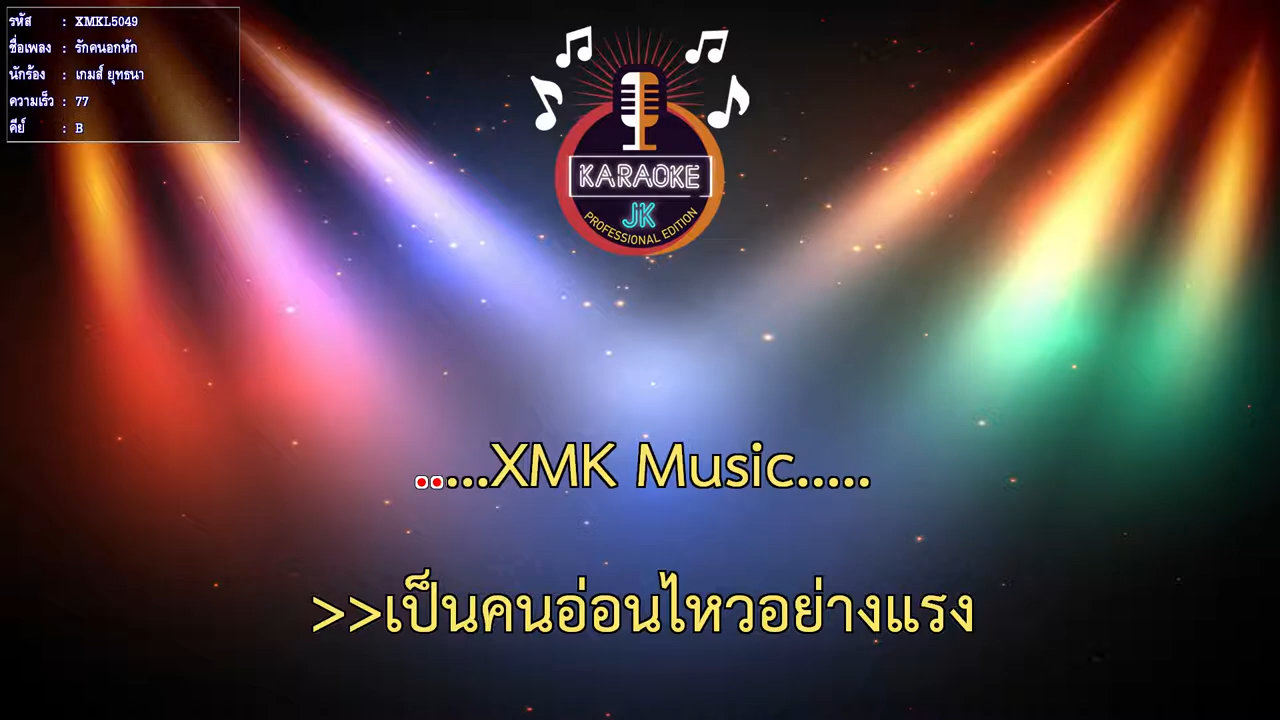 รหัส : XMKL5049
ชื่อเพลง : รักคนอกหัก
นักร้อง : เกมส์ ยุทธนา
ความเร็ว : 77
คีย์ : B
KARAOKE
JK
PROFESSIONAL EDITION
.....XMK Music.....
>>เป็นคนอ่อนไหวอย่างแรง